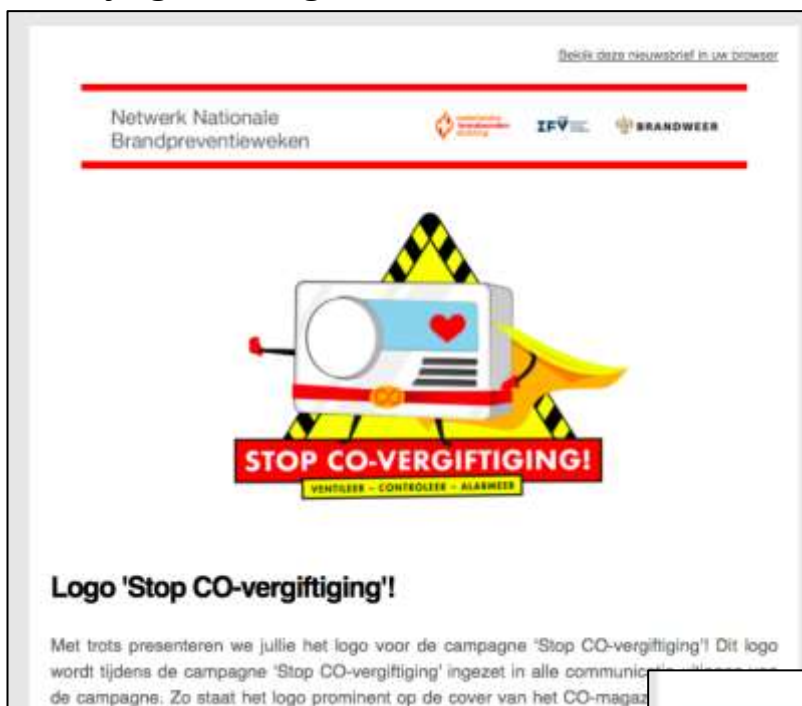 Bekijk deze nieuwsbrief in uw browser
Netwerk Nationale
Brandpreventieweken
IFV
BRANDWEER
STOP CO-VERGIFTIGING!
VENTILEER – CONTROLEER – ALARMEER
Logo 'Stop CO-vergiftiging'!
Met trots presenteren we jullie het logo voor de campagne 'Stop CO-vergiftiging'! Dit logo
wordt tijdens de campagne 'Stop CO-vergiftiging' ingezet in alle
de campagne. Zo staat het logo prominent op de cover van het